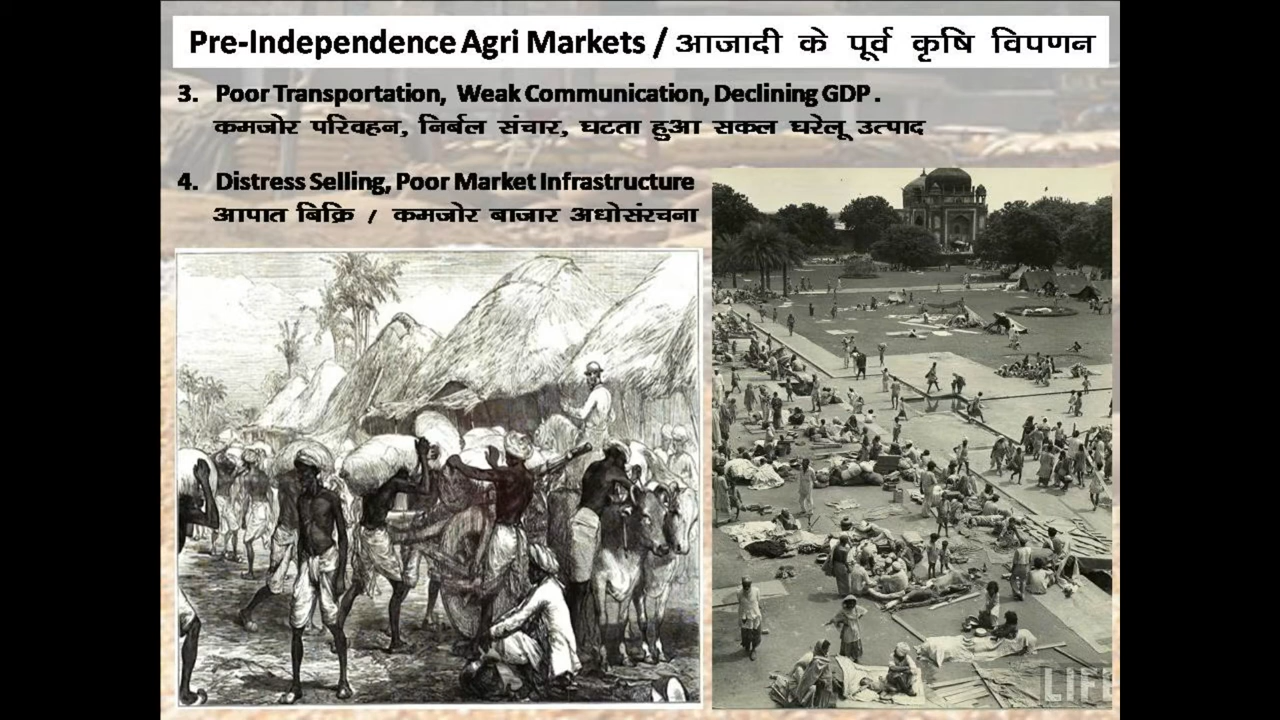 Pre-Independence Agri Markets / आजादी के पूर्व कृषि विपणन
3. Poor Transportation, Weak Communication, Declining GDP .
कमजोर परिवहन, निर्बल संचार, घटता हुआ सकल घरेलू उत्पाद
4. Distress Selling, Poor Market Infrastructure
आपात बिक्रि / कमजोर बाजार अधोसंरचना
LIFE